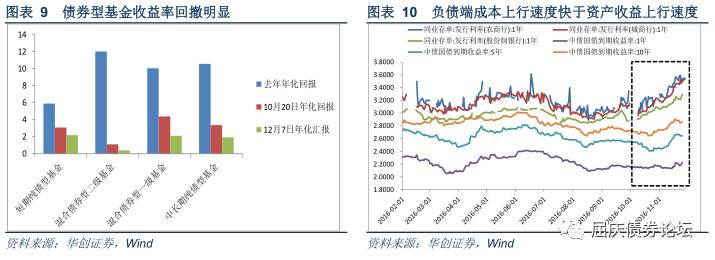 图表 9 债券型基金收益率回撤明显
14
12
10
8
6
4
2
0
去年年化回报
10月20日年化回报
12月7日年化汇报
短期纯债型基金
混合债券型二级基金
混合债券型一级基金
中长期纯债型基金
资料来源：华创证券，Wind
图表 10 负债端成本上行速度快于资产收益上行速度
同业存单:发行利率(农商行):1年
同业存单:发行利率(城商行):1年
同业存单:发行利率(股份制银行):1年
中债国债到期收益率:1年
中债国债到期收益率:5年
中债国债到期收益率:10年
3.8000
3.6000
3.4000
3.2000
3.0000
2.8000
2.6000
2.4000
2.2000
2.0000
1.8000
2016-02-01
2016-03-01
2016-04-01
2016-05-01
2016-06-01
2016-07-01
2016-08-01
2016-09-01
2016-10-01
2016-11-01
资料来源：华创证券，Wind
屈庆债券论坛